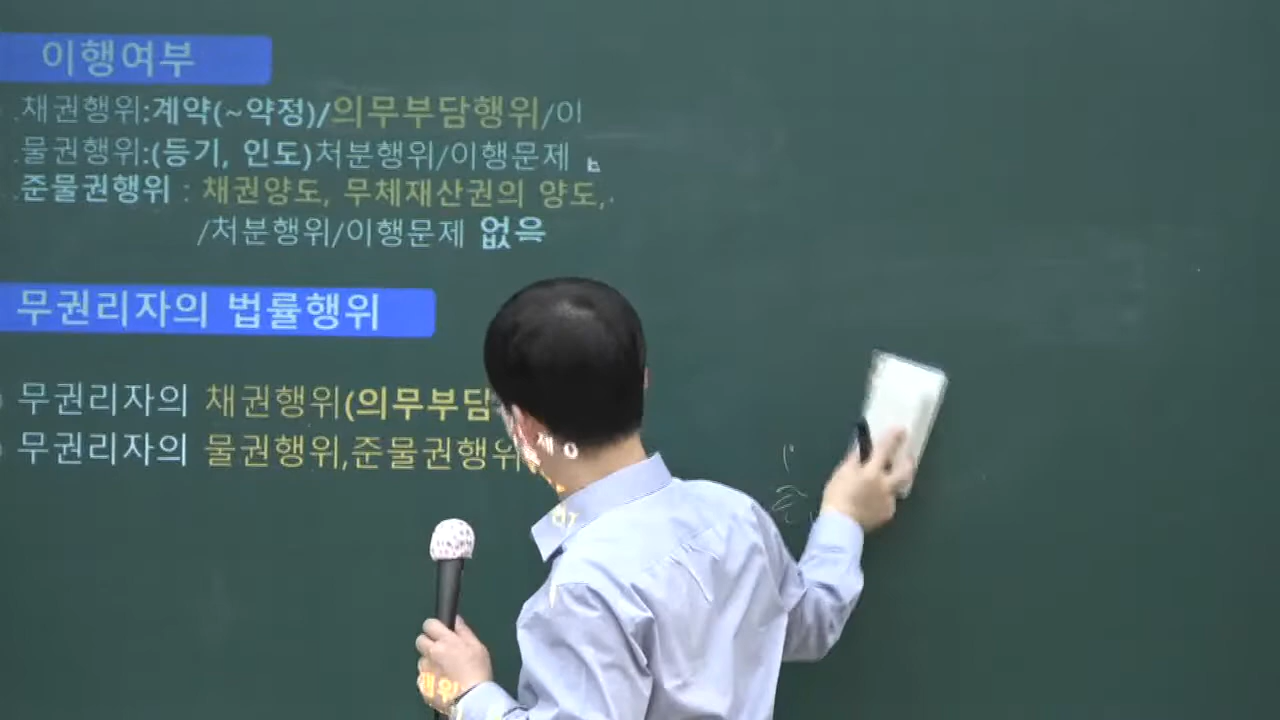 이행여부
채권행위:계약(~약정)/의무부담행위/이
물권행위:(등기, 인도)처분행위/이행문제
준물권행위 : 채권양도, 무체재산권의 양도,
/처분행위/이행문제 없음
무권리자의 법률행위
무권리자의 채권행위(의무부담
무권리자의 물권행위,준물권행위
행위